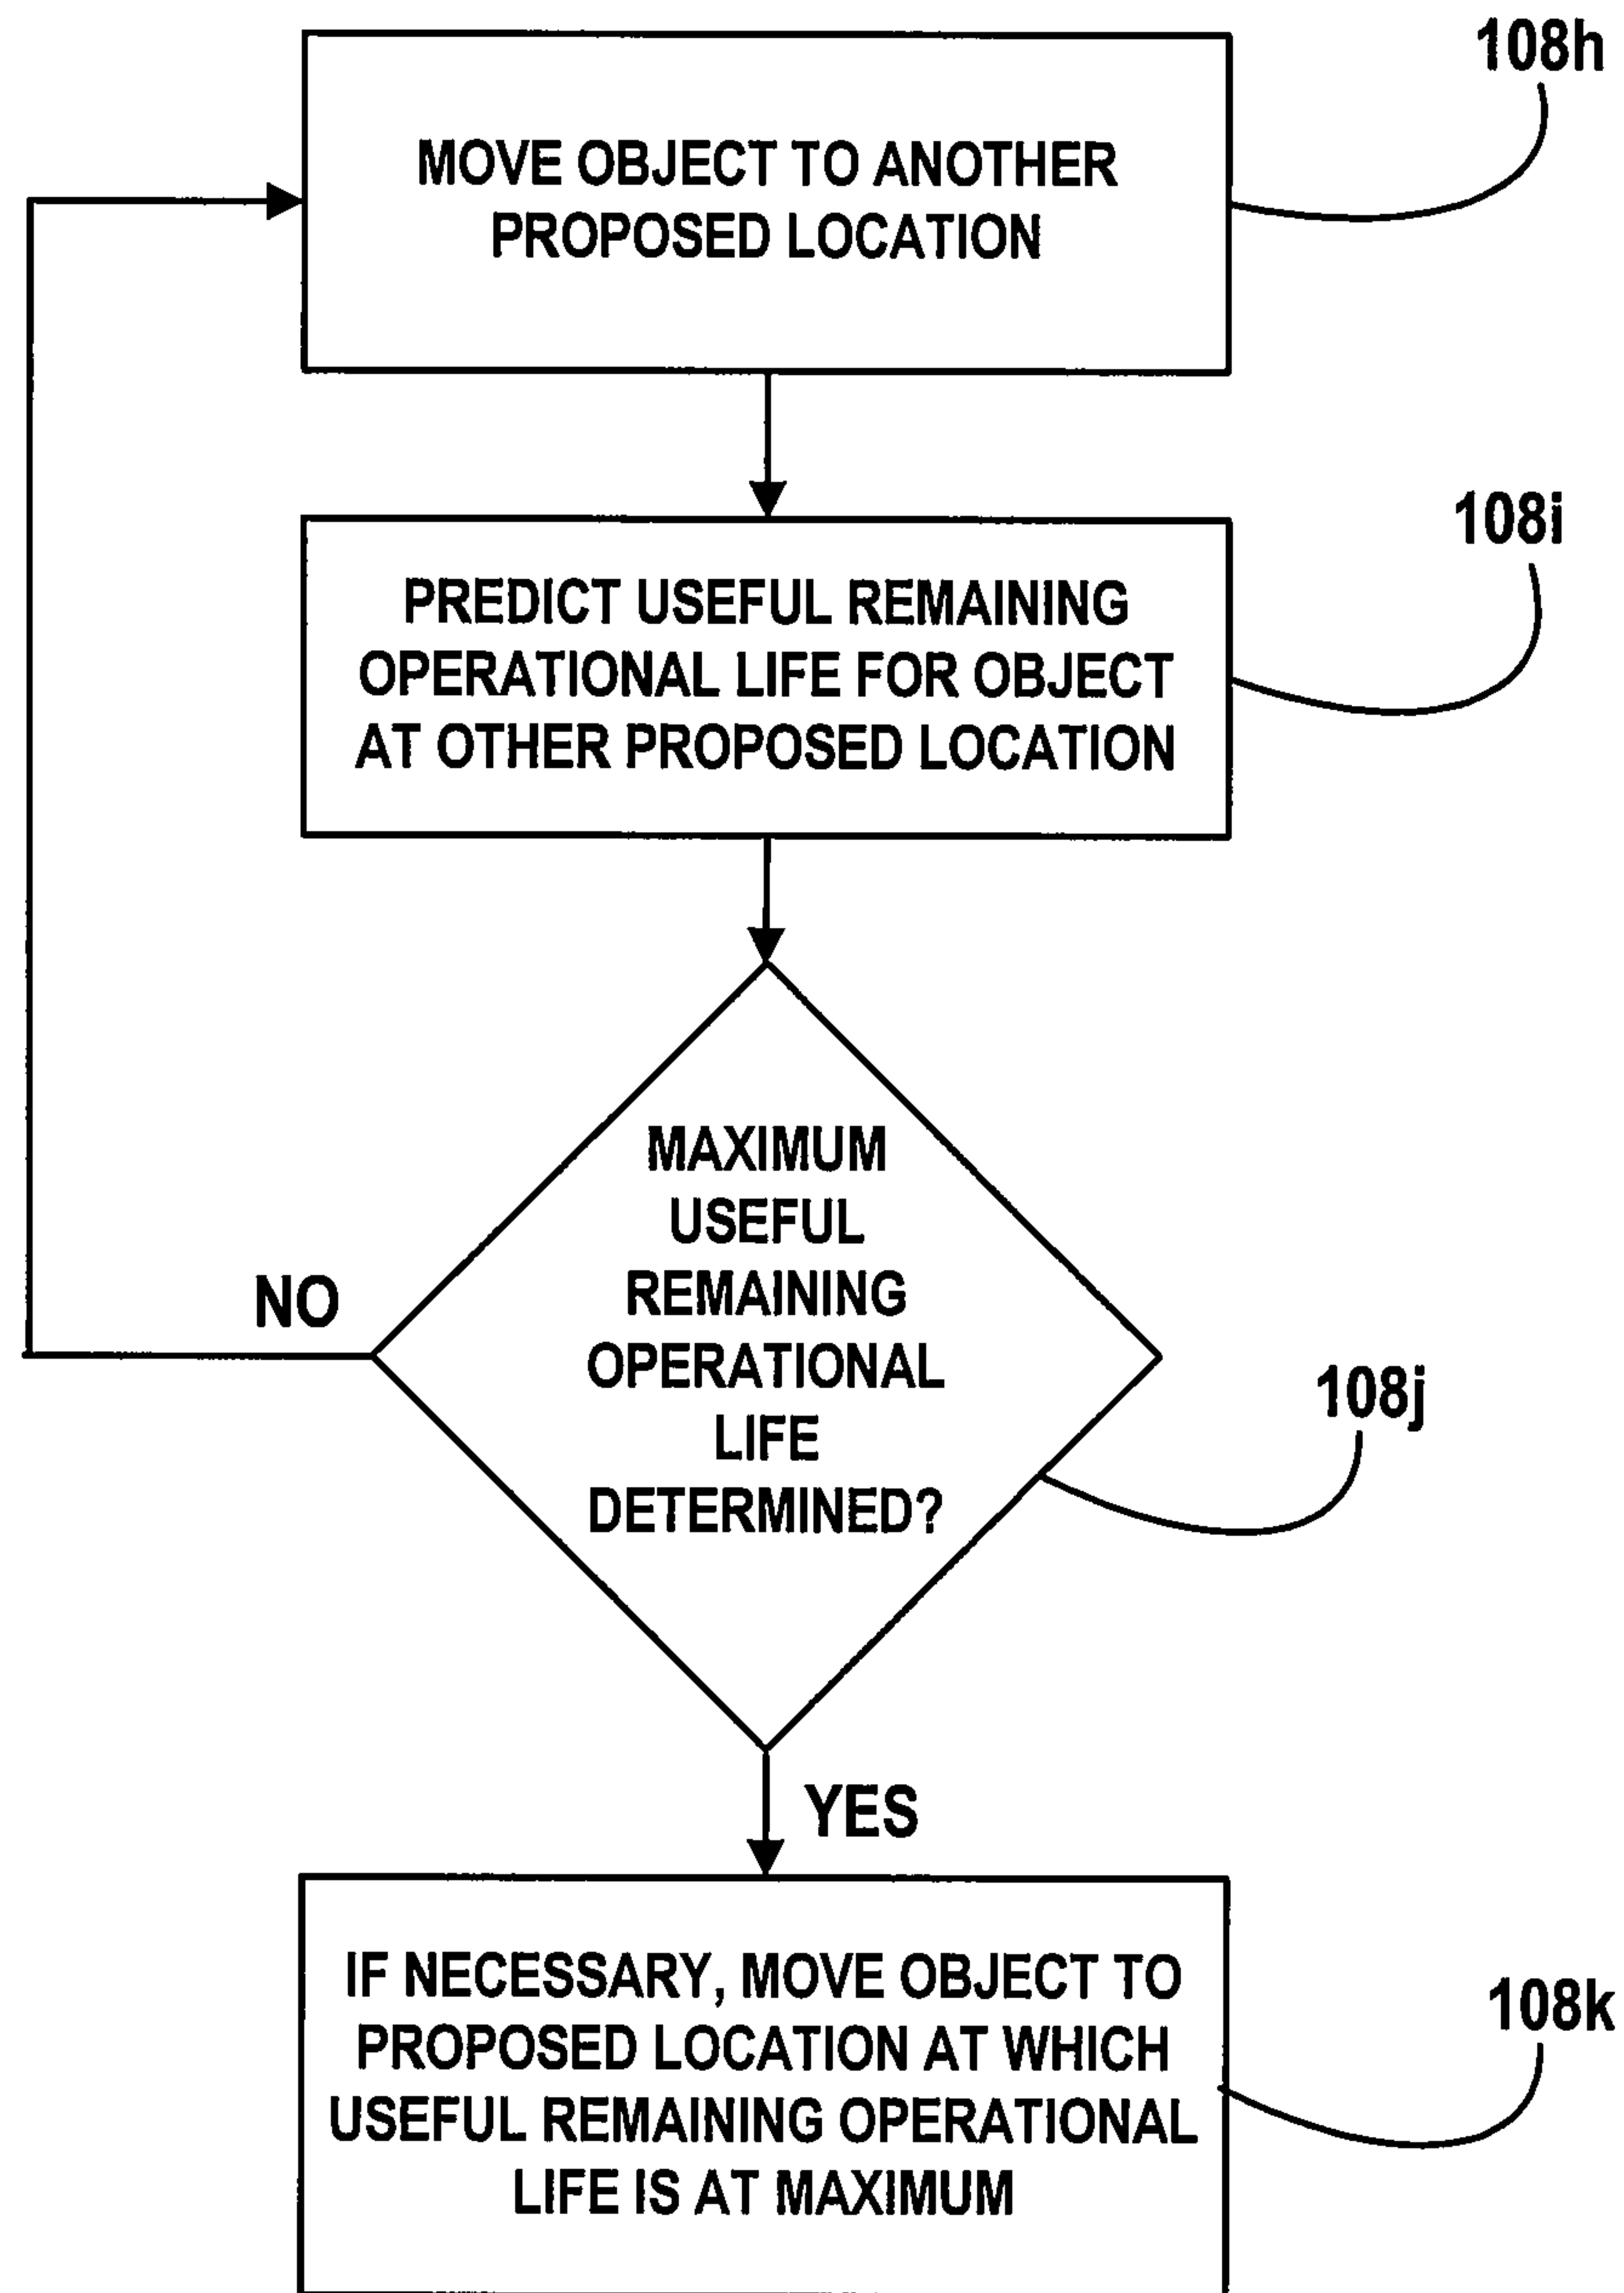 108h
MOVE OBJECT TO ANOTHER
PROPOSED LOCATION
108i
PREDICT USEFUL REMAINING
OPERATIONAL LIFE FOR OBJECT
AT OTHER PROPOSED LOCATION
MAXIMUM
USEFUL
REMAINING
OPERATIONAL
LIFE
DETERMINED?
NO
108j
YES
IF NECESSARY, MOVE OBJECT TO
PROPOSED LOCATION AT WHICH
USEFUL REMAINING OPERATIONAL
LIFE IS AT MAXIMUM
108k